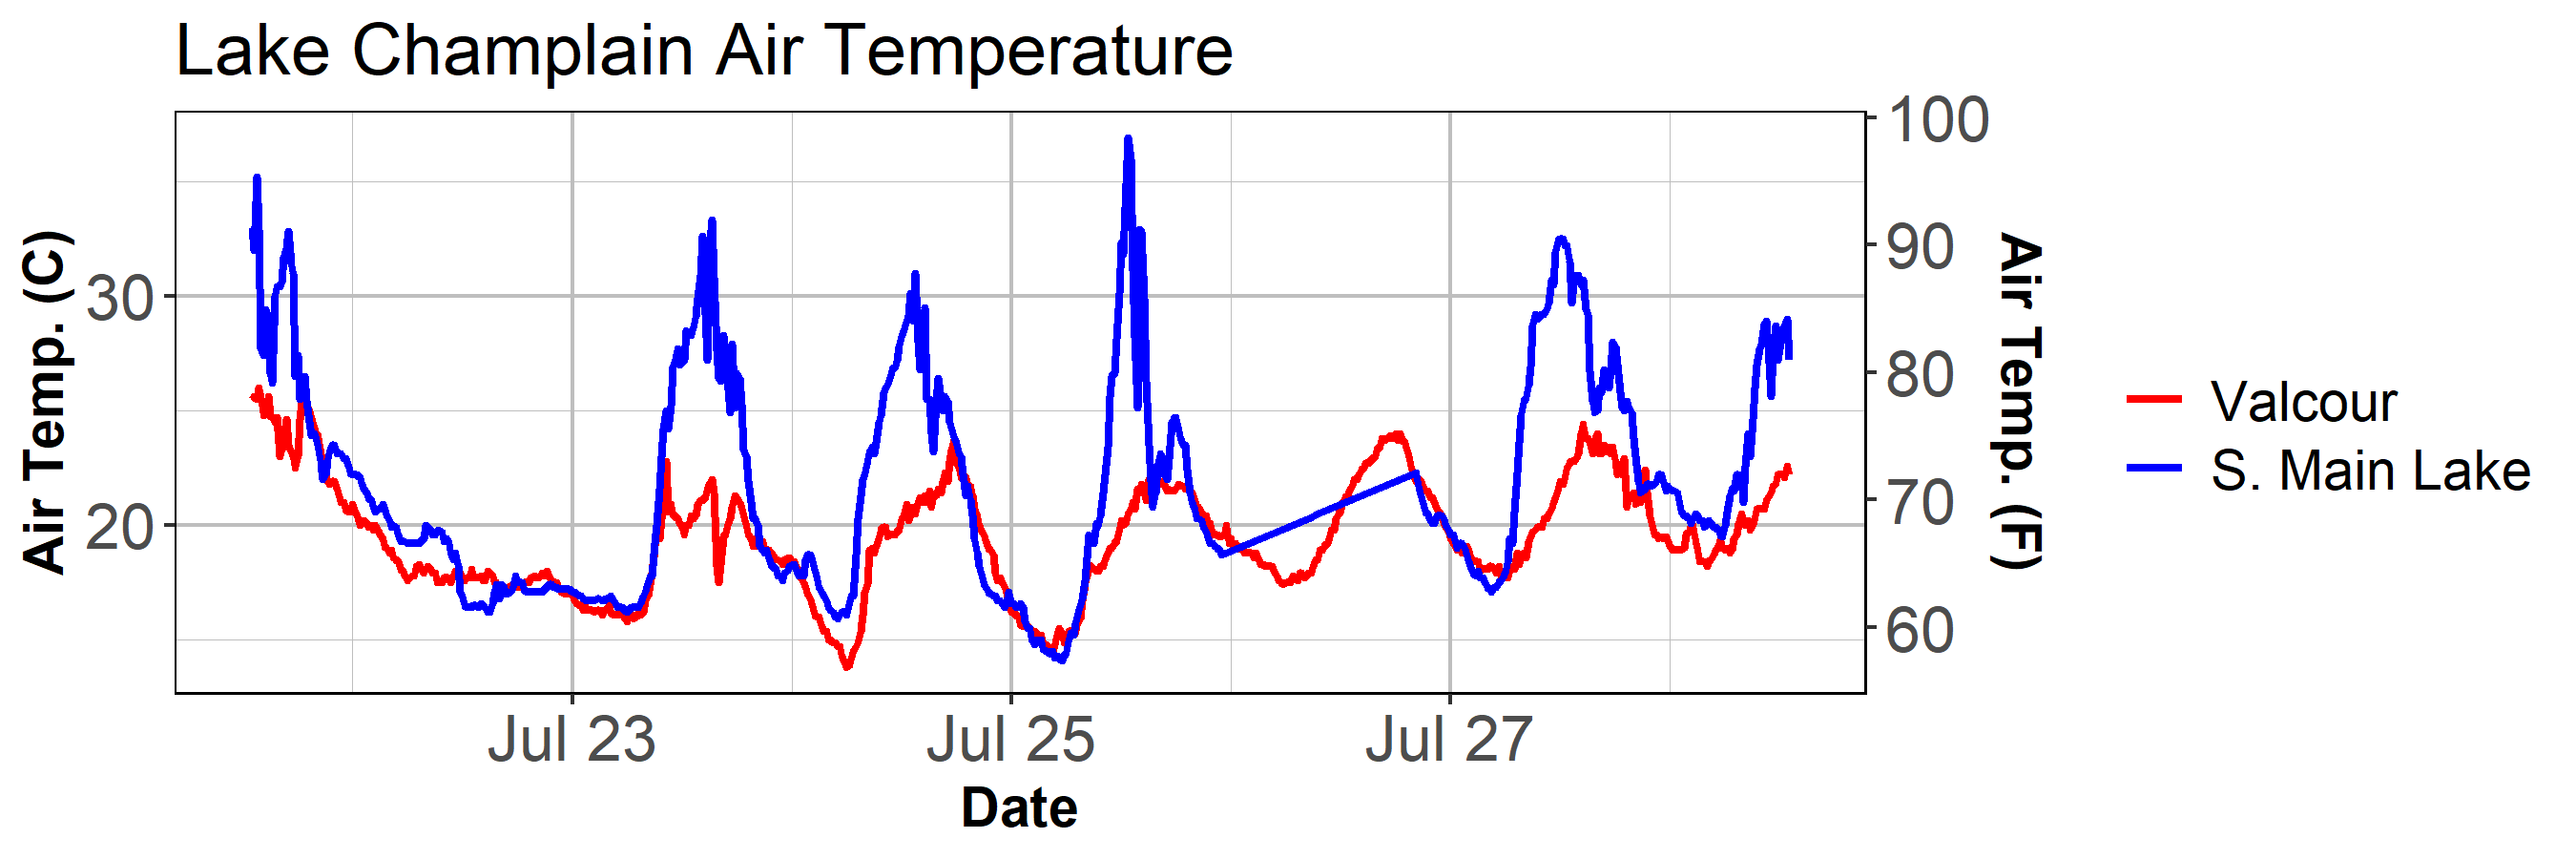 Lake Champlain Air Temperature
Air Temp. (C)
30
20
100
90
80
70
60
Air Temp. (F)
Jul 23
Jul 25
Jul 27
Date
Valcour
S. Main Lake